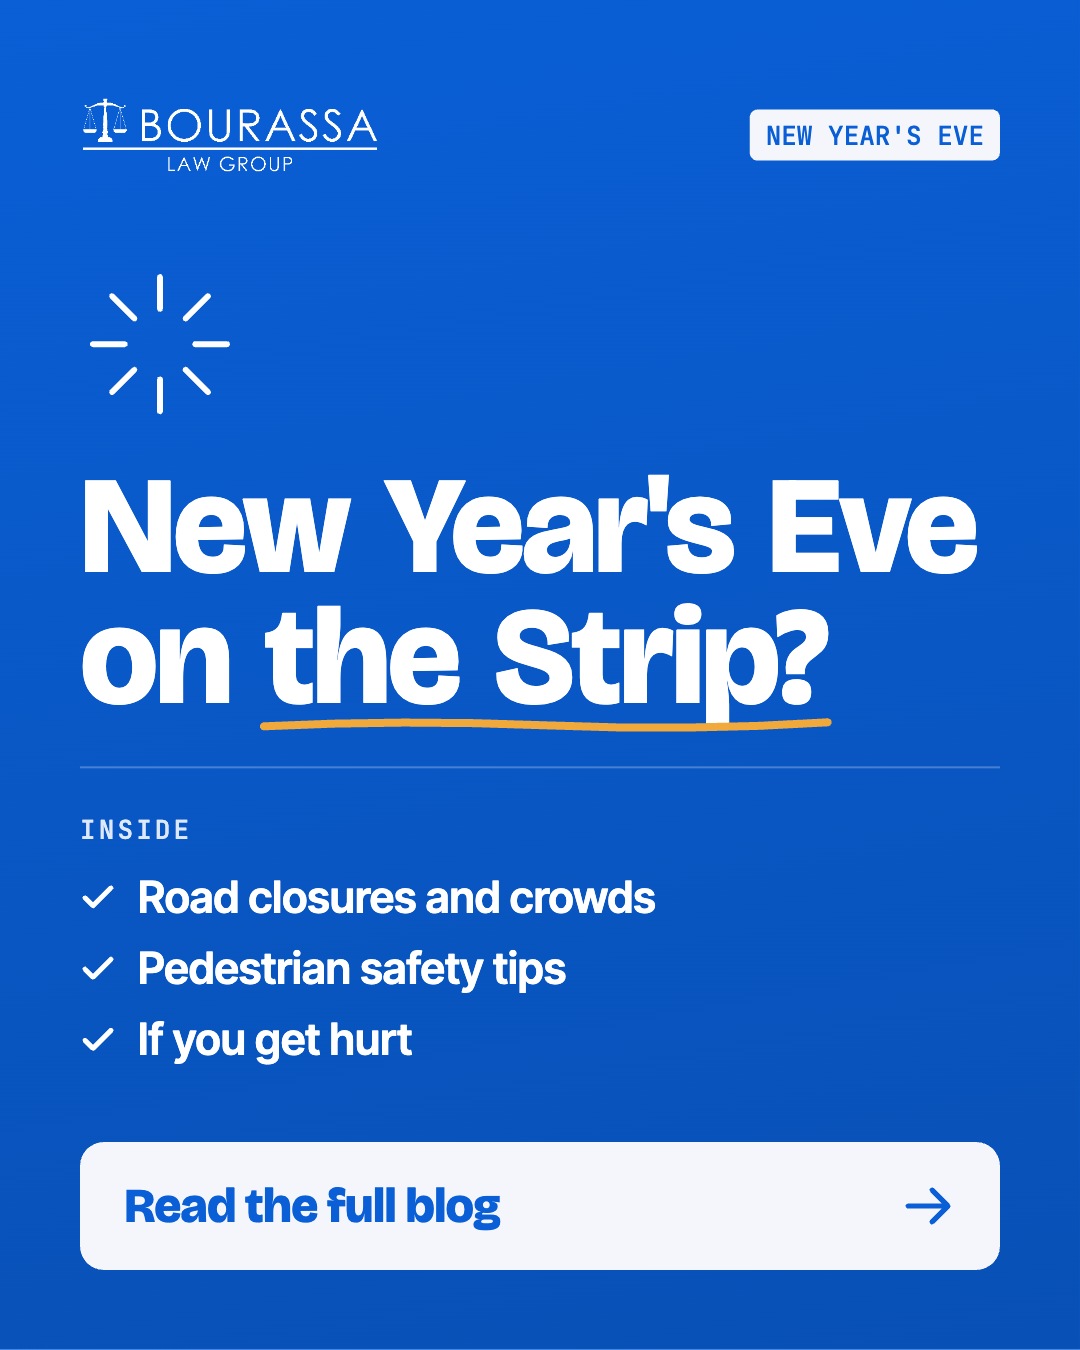 BOURASSA
LAW GROUP
NEW YEAR'S EVE
New Year's Eve
on the Strip?
INSIDE
Road closures and crowds
Pedestrian safety tips
If you get hurt
Read the full blog